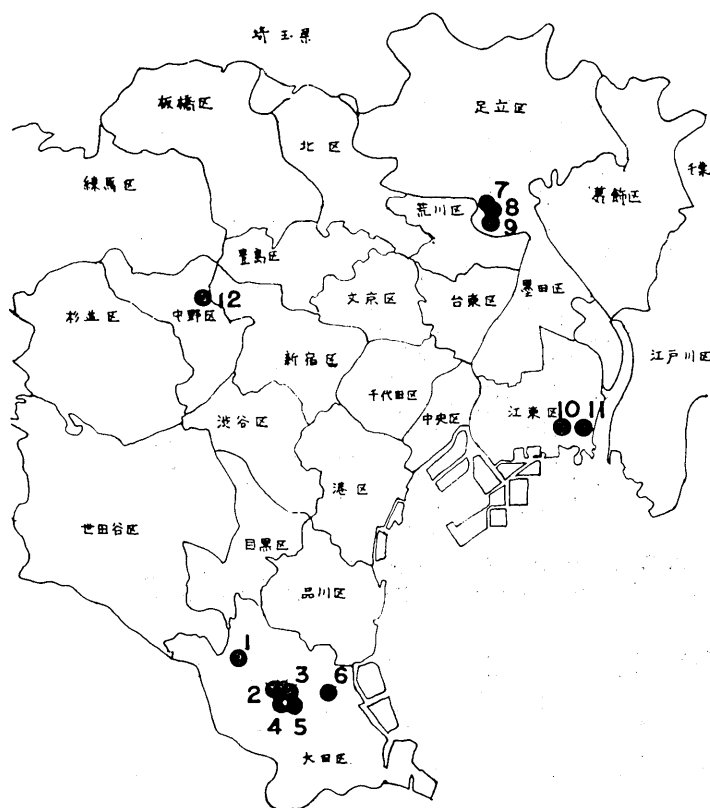 埼玉県
板橋区
足立区
北区
千葉
練馬区
葛飾区
荒川区
7
8
9
豊島区
墨田区
文京区
台東区
12
中野区
杉並区
江戸川区
新宿区
千代田区
江東区
10 11
中央区
渋谷区
港区
世田谷区
目黒区
品川区
1
2
3
6
4
5
大田区